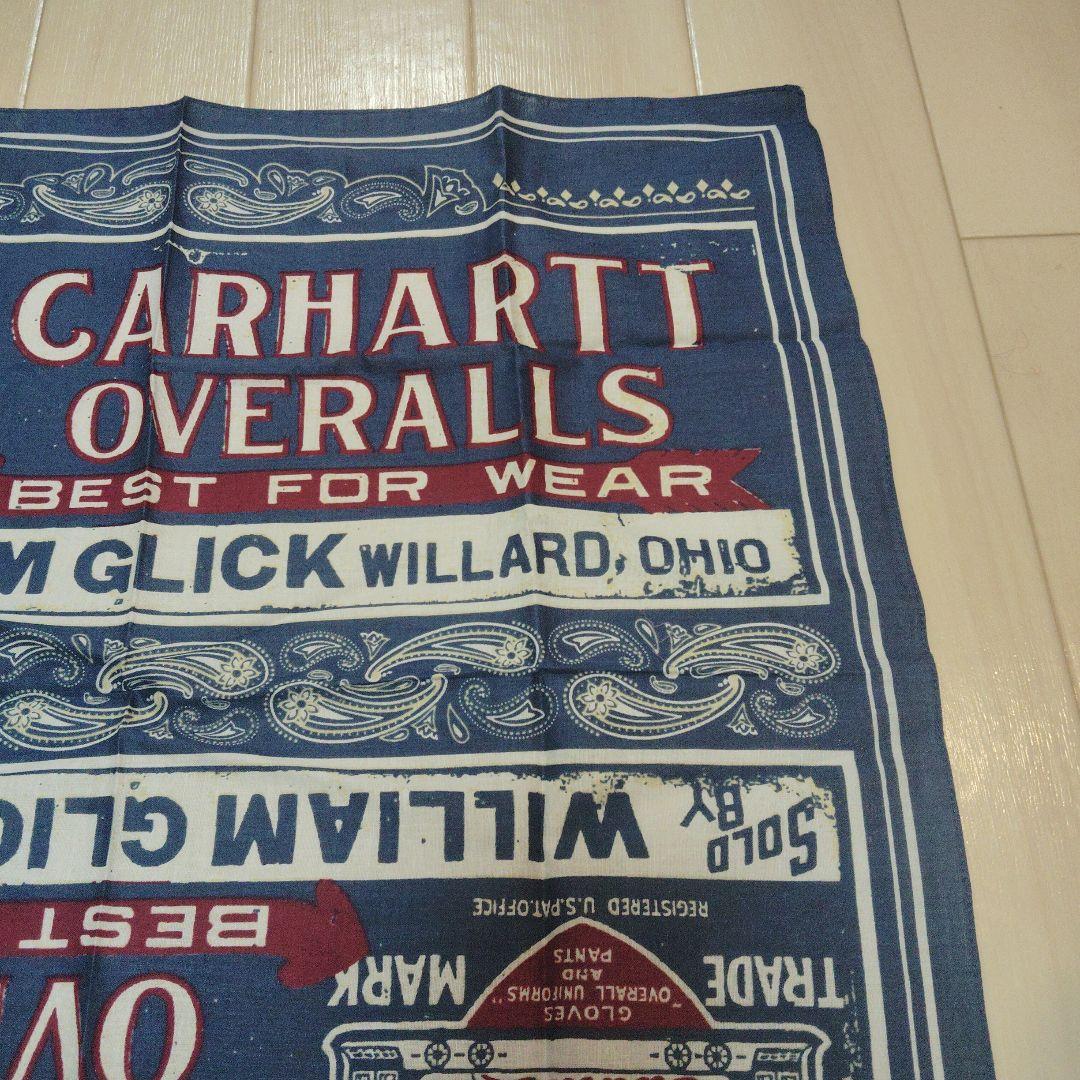 CARHARTT
OVERALLS
BEST FOR WEAR
M GLICK WILLARD, OHIO
SOLD BY WILLIAM GLIC
BEST
REGISTERED U.S.PAT.OFFICE
TRADE MARK
GLOVES
"OVERALL UNIFORMS"
AND
PANTS
OV